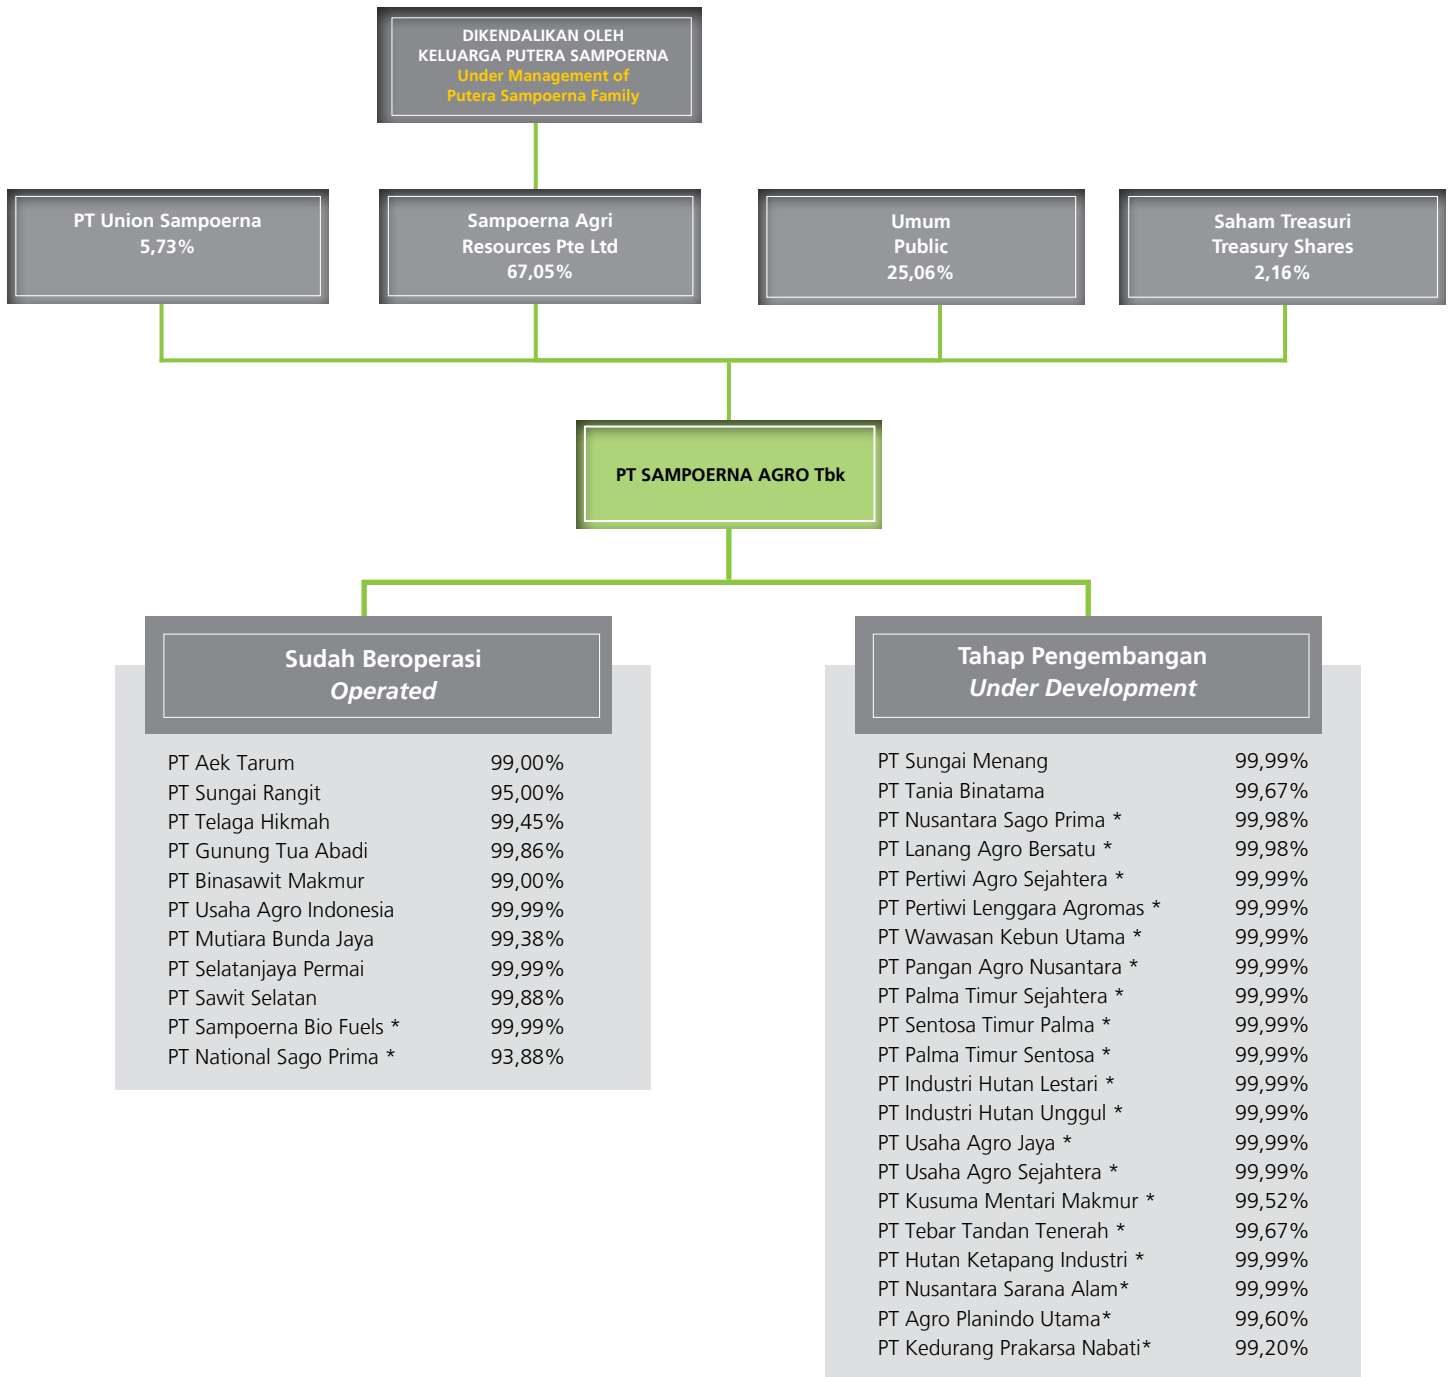 DIKENDALIKAN OLEH
KELUARGA PUTERA SAMPOERNA
Under Management of
Putera Sampoerna Family
PT Union Sampoerna
5,73%
Sampoerna Agri
Resources Pte Ltd
67,05%
Umum
Public
25,06%
Saham Treasuri
Treasury Shares
2,16%
PT SAMPOERNA AGRO Tbk
Sudah Beroperasi
Operated
PT Aek Tarum 99,00%
PT Sungai Rangit 95,00%
PT Telaga Hikmah 99,45%
PT Gunung Tua Abadi 99,86%
PT Binasawit Makmur 99,00%
PT Usaha Agro Indonesia 99,99%
PT Mutiara Bunda Jaya 99,38%
PT Selatanjaya Permai 99,99%
PT Sawit Selatan 99,88%
PT Sampoerna Bio Fuels * 99,99%
PT National Sago Prima * 93,88%
Tahap Pengembangan
Under Development
PT Sungai Menang 99,99%
PT Tania Binatama 99,67%
PT Nusantara Sago Prima * 99,98%
PT Lanang Agro Bersatu * 99,98%
PT Pertiwi Agro Sejahtera * 99,99%
PT Pertiwi Lenggara Agromas * 99,99%
PT Wawasan Kebun Utama * 99,99%
PT Pangan Agro Nusantara * 99,99%
PT Palma Timur Sejahtera * 99,99%
PT Sentosa Timur Palma * 99,99%
PT Palma Timur Sentosa * 99,99%
PT Industri Hutan Lestari * 99,99%
PT Industri Hutan Unggul * 99,99%
PT Usaha Agro Jaya * 99,99%
PT Usaha Agro Sejahtera * 99,99%
PT Kusuma Mentari Makmur * 99,52%
PT Tebar Tandan Tenerah * 99,67%
PT Hutan Ketapang Industri * 99,99%
PT Nusantara Sarana Alam* 99,99%
PT Agro Planindo Utama* 99,60%
PT Kedurang Prakarsa Nabati* 99,20%